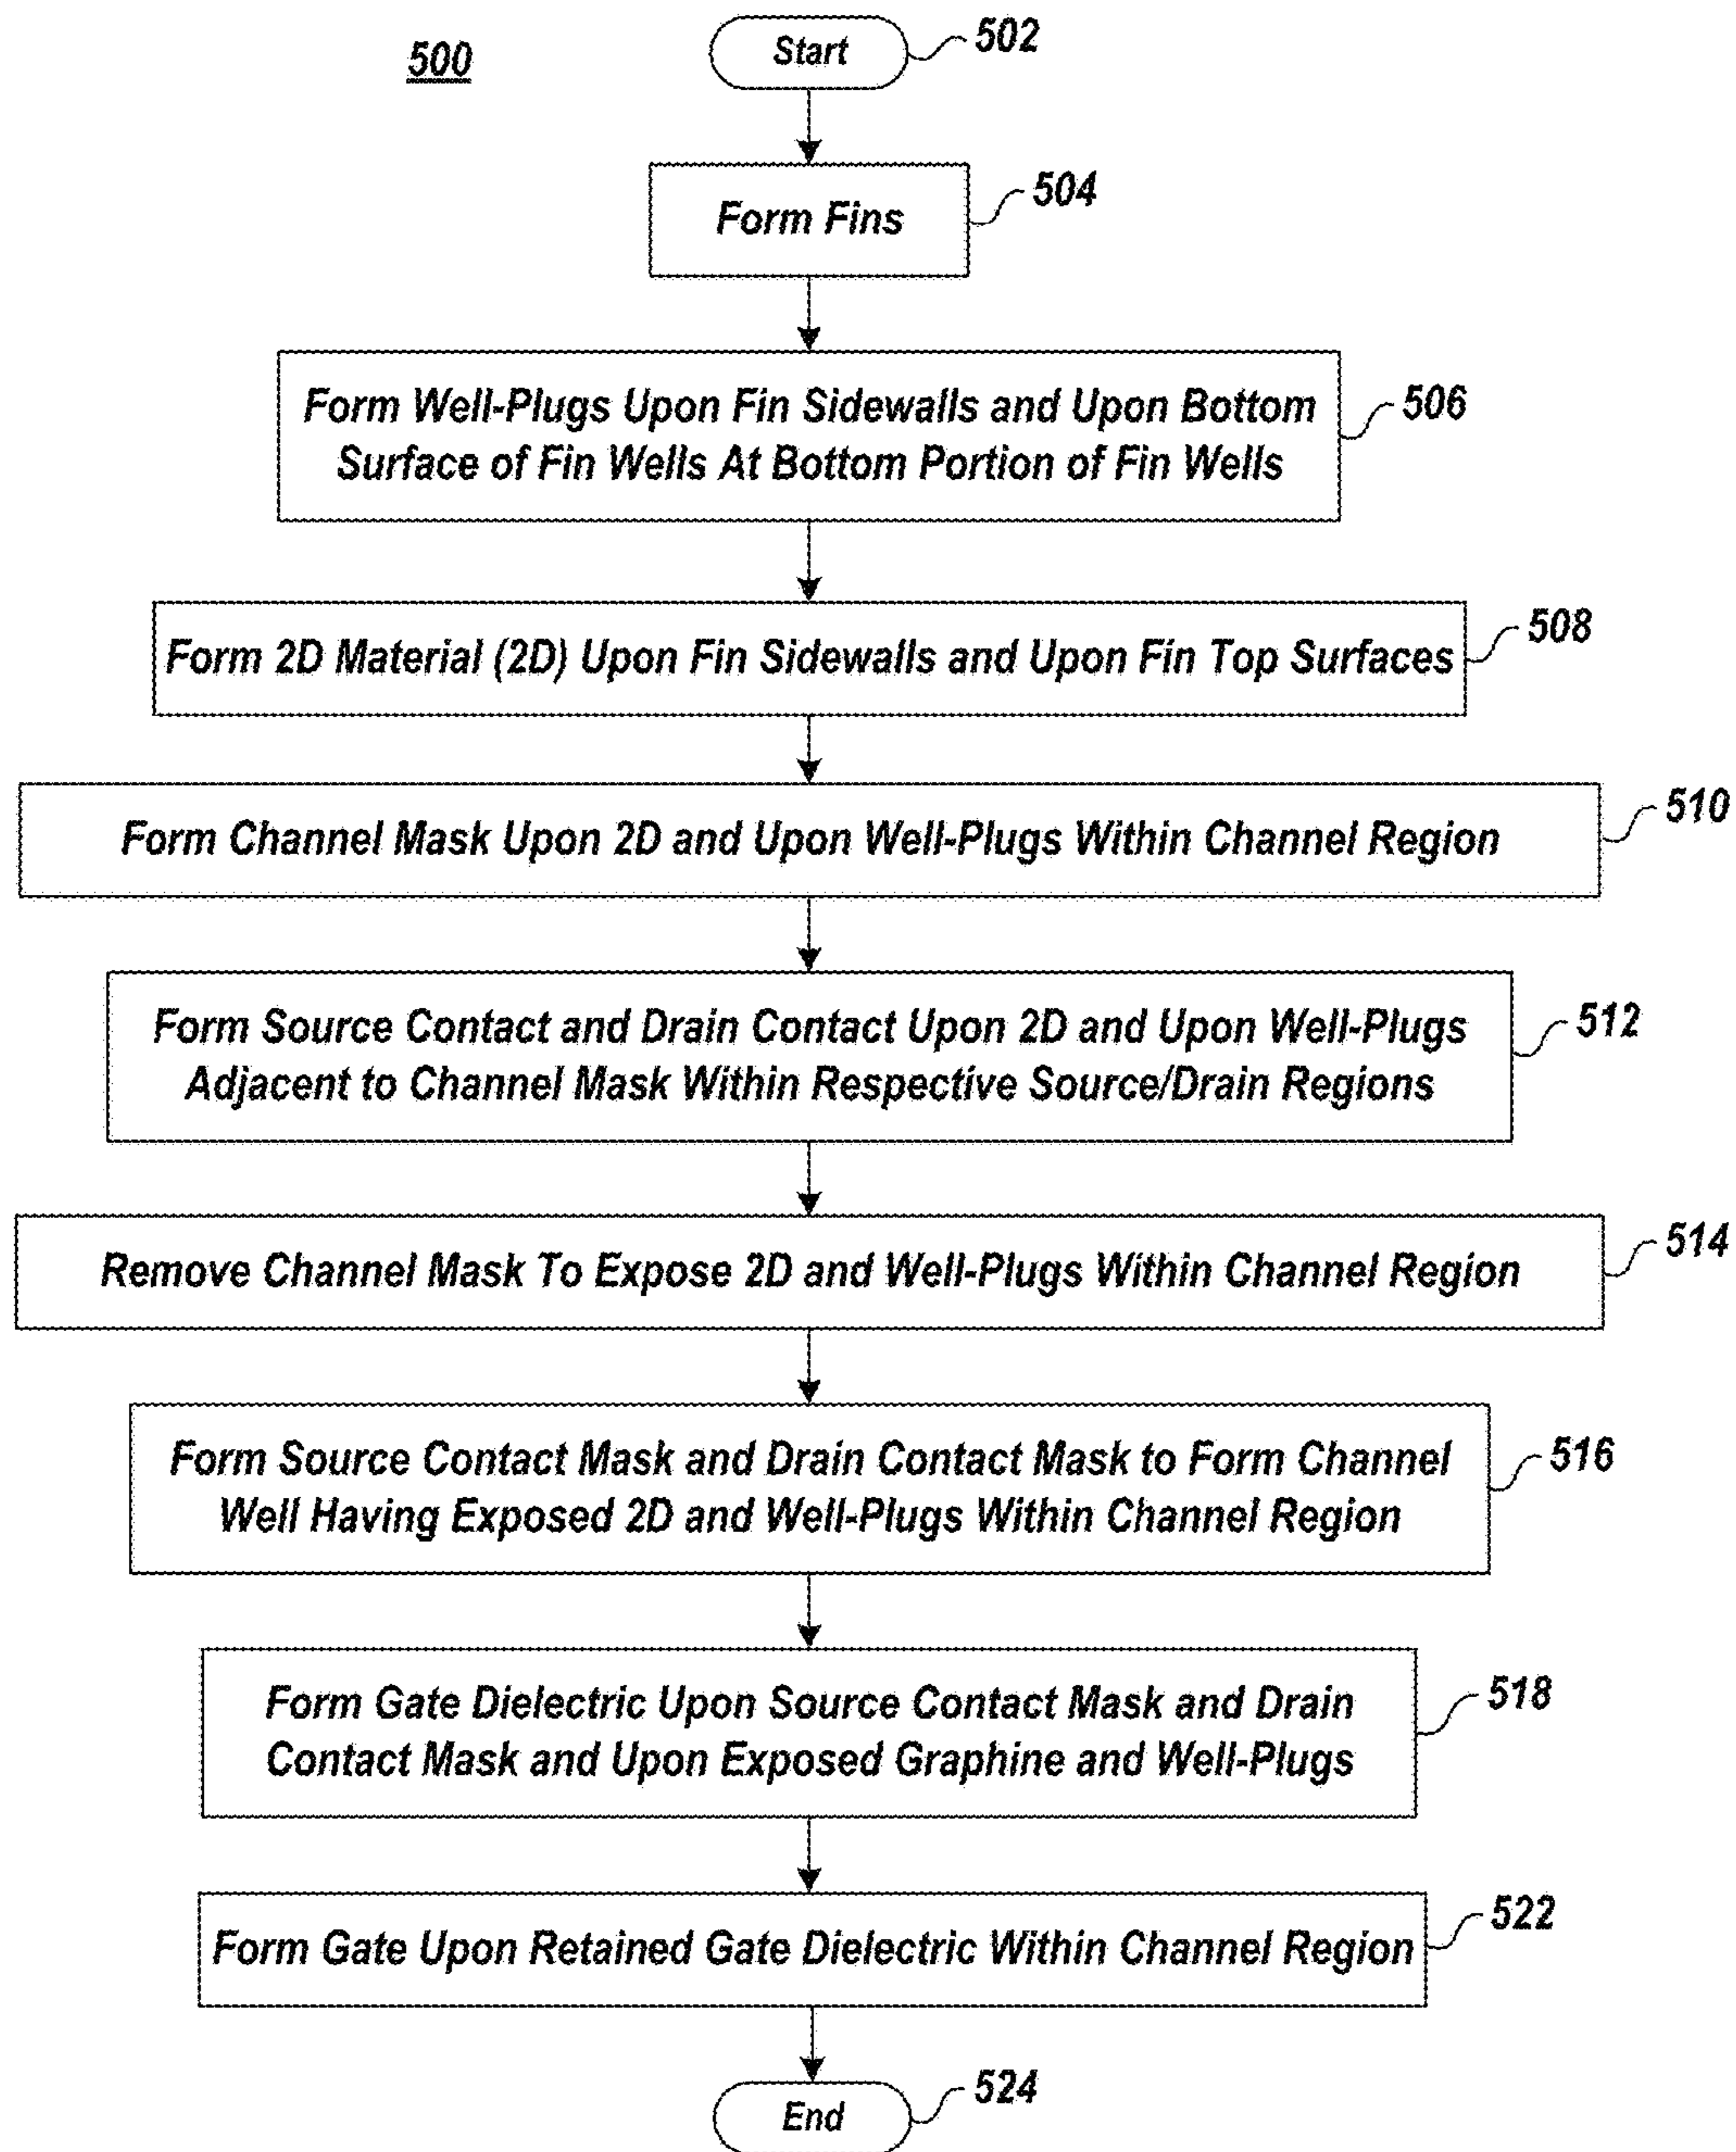 500
Start
502
Form Fins
504
Form Well-Plugs Upon Fin Sidewalls and Upon Bottom
Surface of Fin Wells At Bottom Portion of Fin Wells
506
Form 2D Material (2D) Upon Fin Sidewalls and Upon Fin Top Surfaces
508
Form Channel Mask Upon 2D and Upon Well-Plugs Within Channel Region
510
Form Source Contact and Drain Contact Upon 2D and Upon Well-Plugs
Adjacent to Channel Mask Within Respective Source/Drain Regions
512
Remove Channel Mask To Expose 2D and Well-Plugs Within Channel Region
514
Form Source Contact Mask and Drain Contact Mask to Form Channel
Well Having Exposed 2D and Well-Plugs Within Channel Region
516
Form Gate Dielectric Upon Source Contact Mask and Drain
Contact Mask and Upon Exposed Graphine and Well-Plugs
518
Form Gate Upon Retained Gate Dielectric Within Channel Region
522
End
524